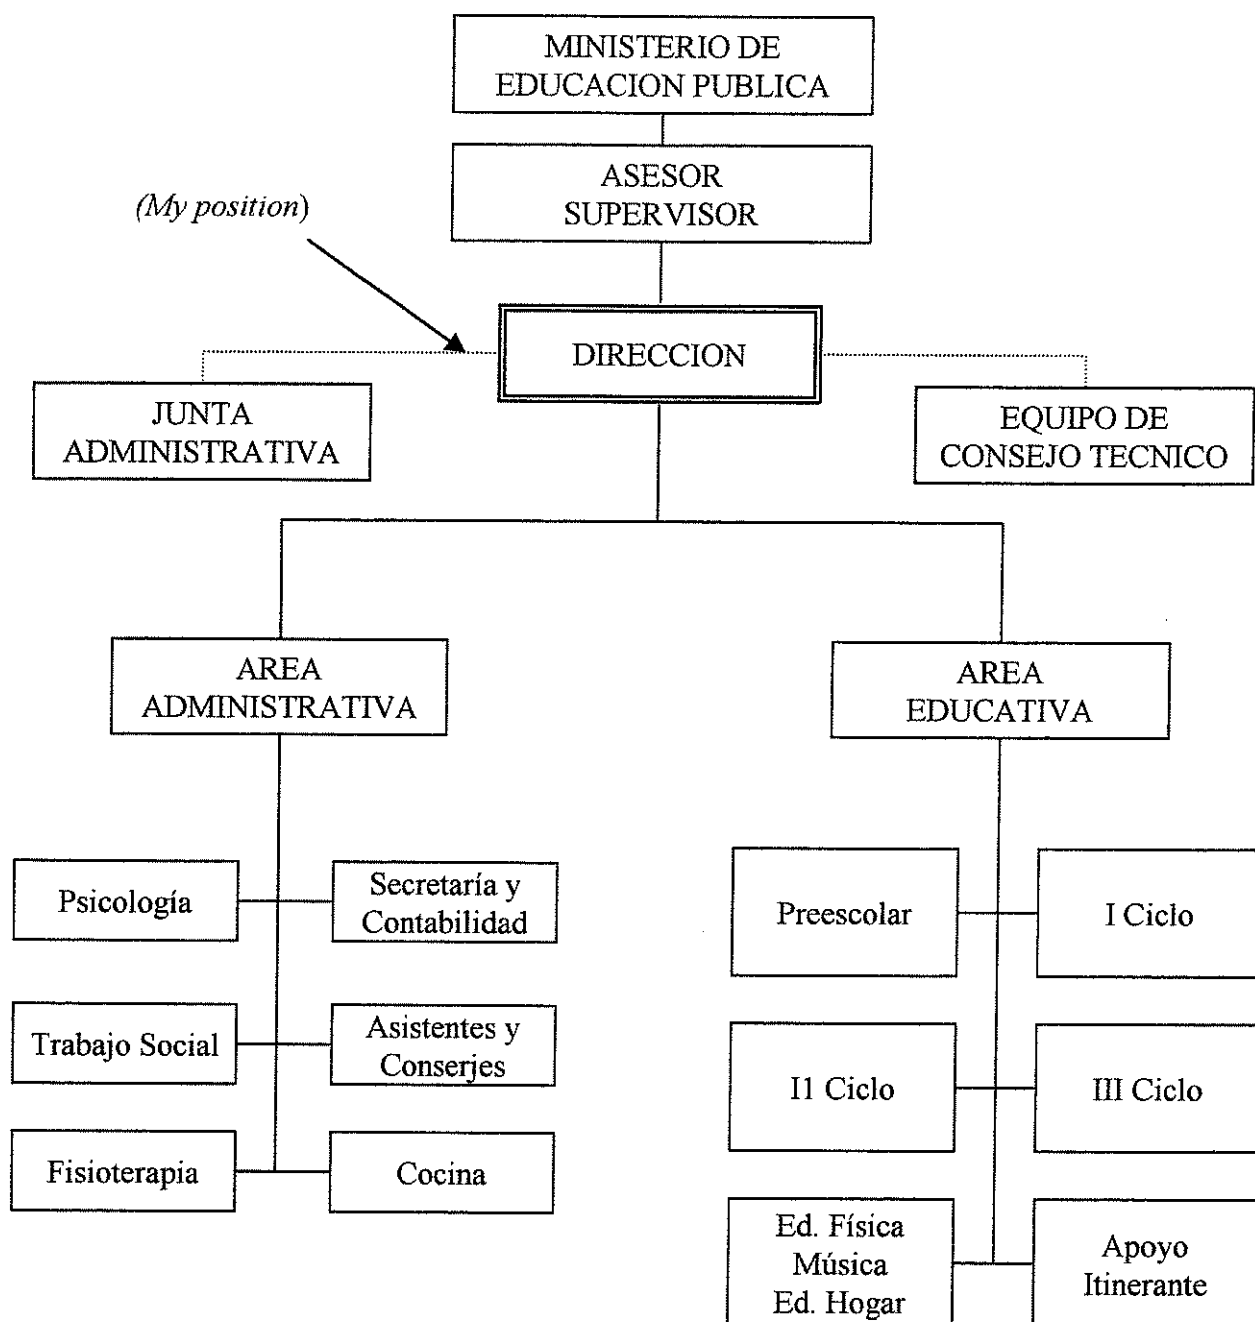 MINISTERIO DE
EDUCACION PUBLICA
ASESOR
SUPERVISOR
(My position)
DIRECCION
JUNTA
ADMINISTRATIVA
EQUIPO DE
CONSEJO TECNICO
AREA
ADMINISTRATIVA
AREA
EDUCATIVA
Psicología
Secretaría y
Contabilidad
Trabajo Social
Asistentes y
Conserjes
Fisioterapia
Cocina
Preescolar
I Ciclo
I1 Ciclo
III Ciclo
Ed. Física
Música
Ed. Hogar
Apoyo
Itinerante